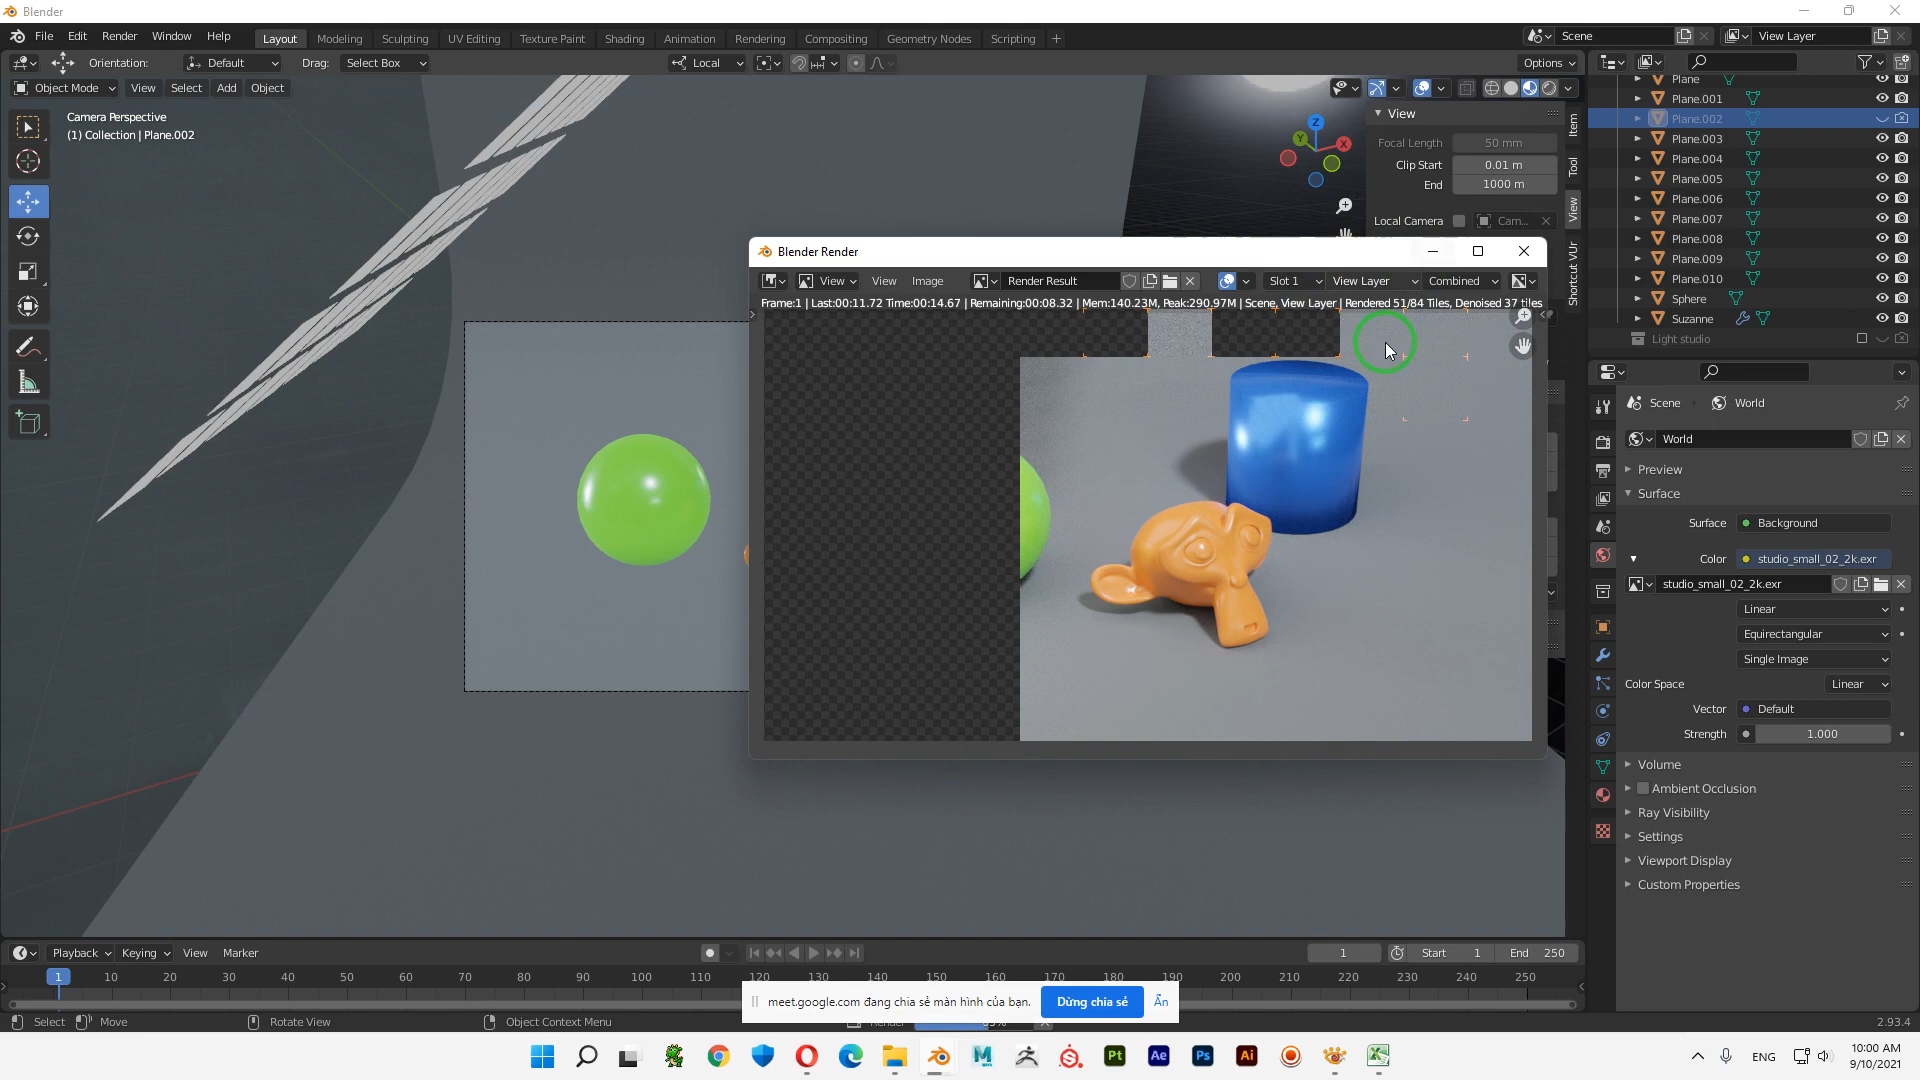 Blender
File Edit Render Window Help
Layout Modeling Sculpting UV Editing Texture Paint Shading Animation Rendering Compositing Geometry Nodes Scripting
Scene
View Layer
Orientation: Default Drag: Select Box
Local
Options
Object Mode View Select Add Object
Camera Perspective
(1) Collection | Plane.002
Z
Y
X
View
Focal Length 50 mm
Clip Start 0.01 m
End 1000 m
Local Camera Cam...
Item
Tool
View
Shortcut VUr
Plane
Plane.001
Plane.002
Plane.003
Plane.004
Plane.005
Plane.006
Plane.007
Plane.008
Plane.009
Plane.010
Sphere
Suzanne
Light studio
Blender Render
View View Image Render Result Slot 1 View Layer Combined
Frame:1 | Last:00:11.72 Time:00:14.67 | Remaining:00:08.32 | Mem:140.23M, Peak:290.97M | Scene, View Layer | Rendered 51/84 Tiles, Denoised 37 tiles
Scene World
World
Preview
Surface
Surface Background
Color studio_small_02_2k.exr
studio_small_02_2k.exr
Linear
Equirectangular
Single Image
Color Space Linear
Vector Default
Strength 1.000
Volume
Ambient Occlusion
Ray Visibility
Settings
Viewport Display
Custom Properties
Playback Keying View Marker
1 Start 1 End 250
1 10 20 30 40 50 60 70 80 90 100 110 120 130 140 150 160 170 180 190 200 210 220 230 240 250
meet.google.com đang chia sẻ màn hình của bạn. Dừng chia sẻ Ẩn
Select Move Rotate View Object Context Menu
2.93.4
Pt Ae Ps Ai
ENG
10:00 AM
9/10/2021